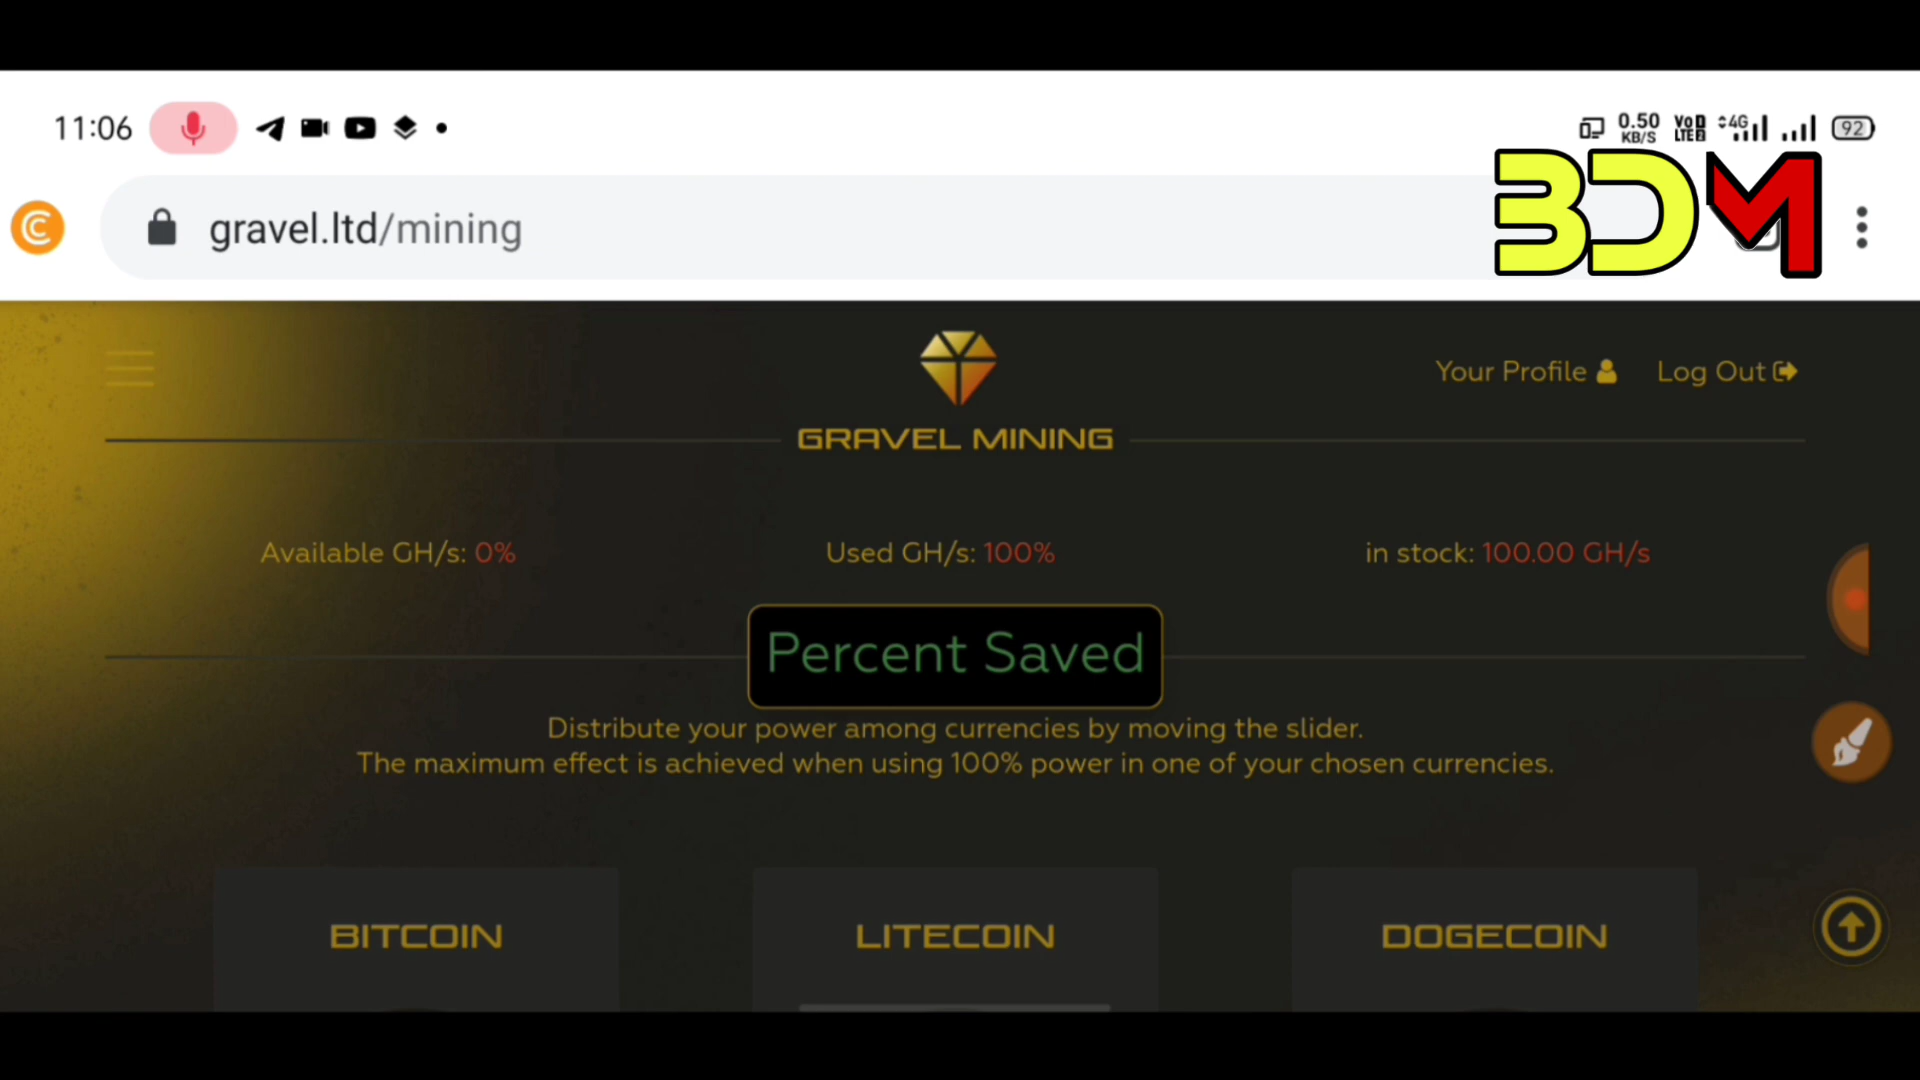 11:06
0.50
KB/S
VoD
LTE2
4G
92
3DM
gravel.ltd/mining
Your Profile
Log Out
GRAVEL MINING
Available GH/s: 0%
Used GH/s: 100%
in stock: 100.00 GH/s
Percent Saved
Distribute your power among currencies by moving the slider.
The maximum effect is achieved when using 100% power in one of your chosen currencies.
BITCOIN
LITECOIN
DOGECOIN